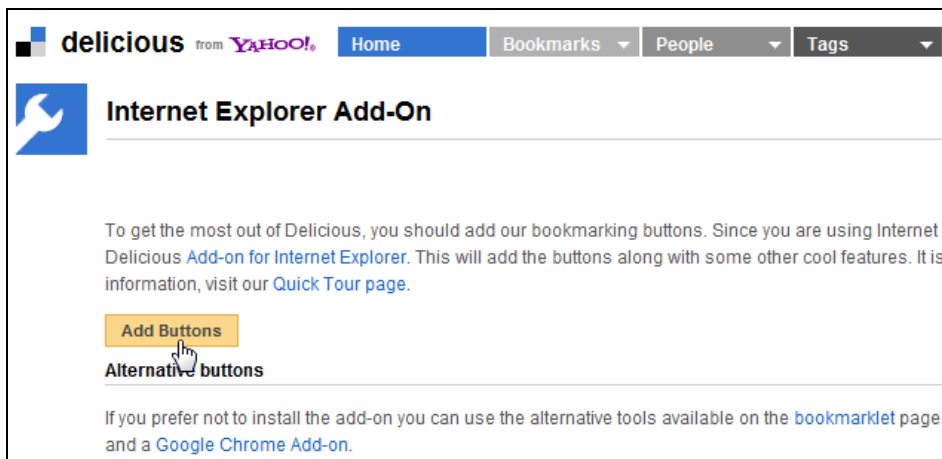 delicious from YAHOO!. Home Bookmarks People Tags
Internet Explorer Add-On
To get the most out of Delicious, you should add our bookmarking buttons. Since you are using Internet
Delicious Add-on for Internet Explorer. This will add the buttons along with some other cool features. It is
information, visit our Quick Tour page.
Add Buttons
Alternative buttons
If you prefer not to install the add-on you can use the alternative tools available on the bookmarklet page.
and a Google Chrome Add-on.